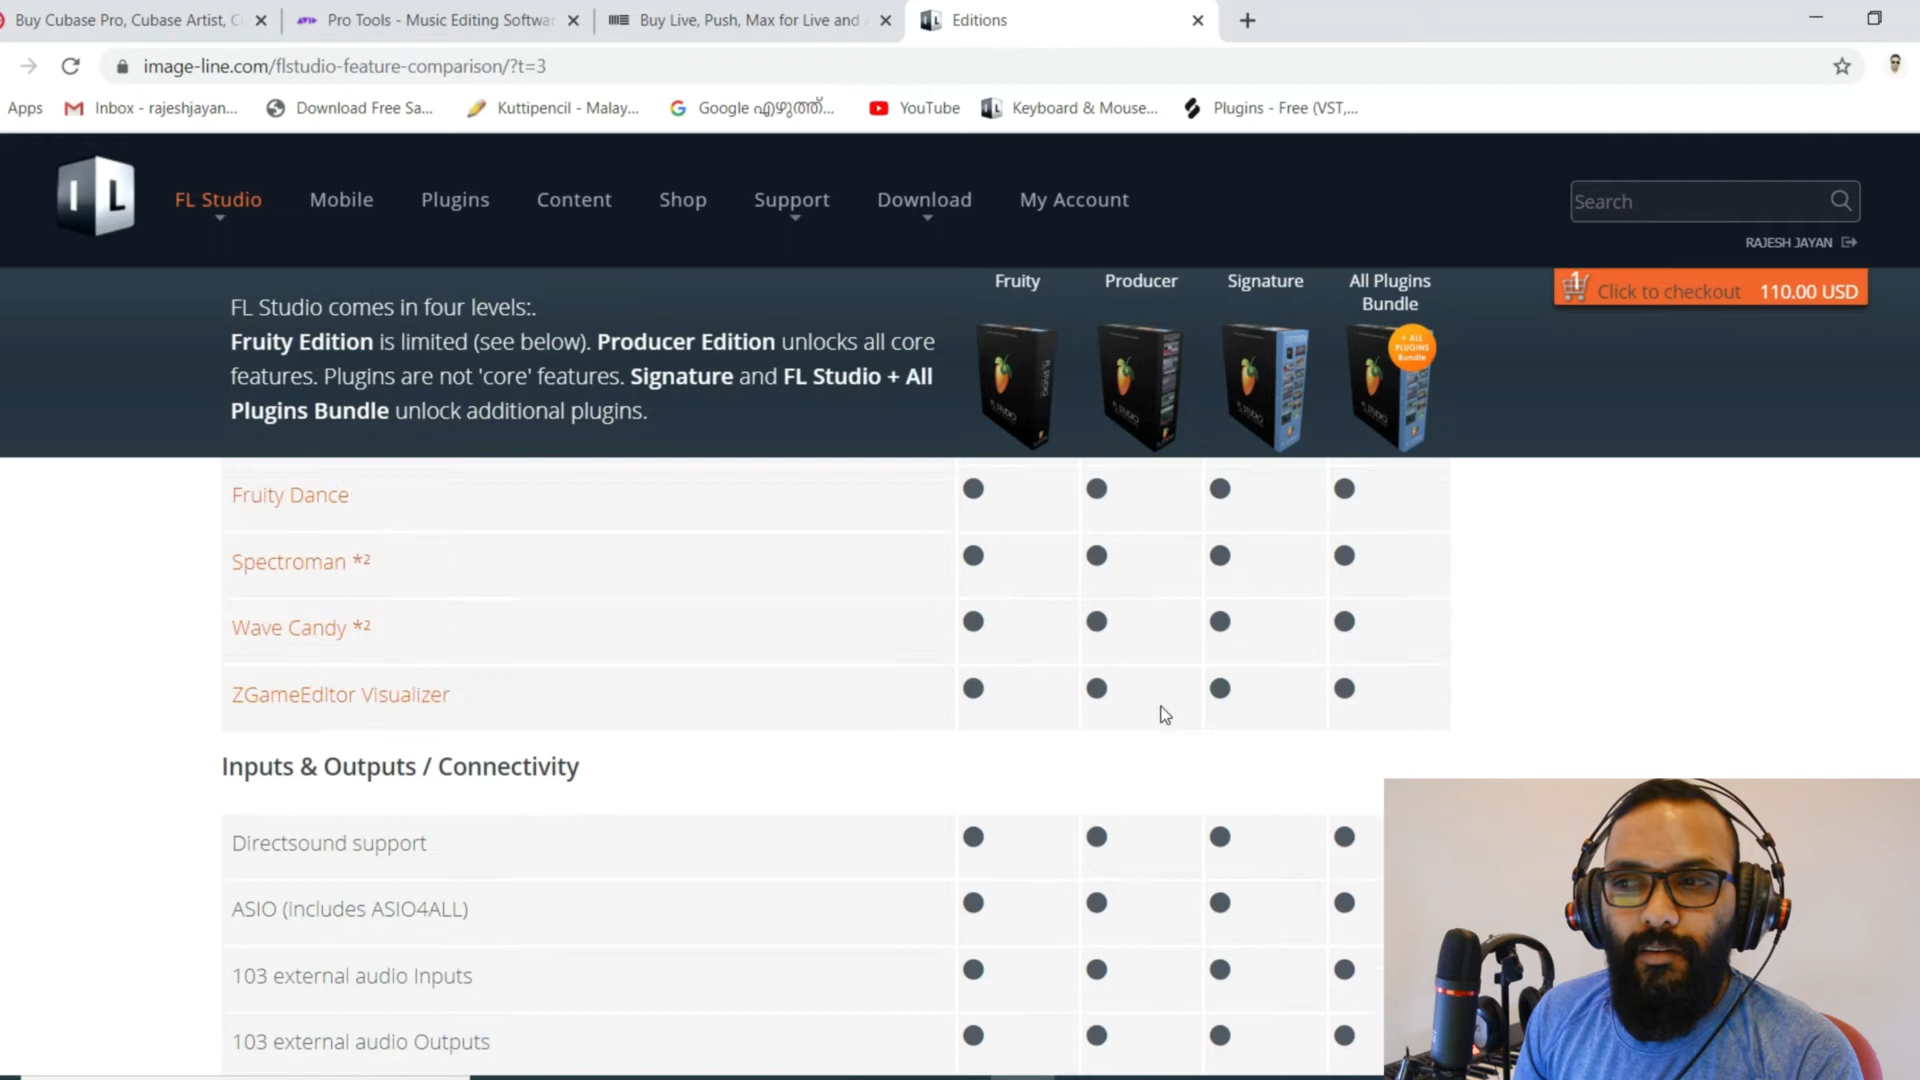 Buy Cubase Pro, Cubase Artist, C
Pro Tools - Music Editing Softwar
Buy Live, Push, Max for Live and
Editions
image-line.com/flstudio-feature-comparison/?t=3
Apps
Inbox - rajeshjayan...
Download Free Sa...
Kuttipencil - Malay...
Google എഴുത്ത്...
YouTube
Keyboard & Mouse...
Plugins - Free (VST,...
I L
FL Studio
Mobile
Plugins
Content
Shop
Support
Download
My Account
Search
RAJESH JAYAN
FL Studio comes in four levels:.
Fruity Edition is limited (see below). Producer Edition unlocks all core
features. Plugins are not 'core' features. Signature and FL Studio + All
Plugins Bundle unlock additional plugins.
Fruity
Producer
Signature
All Plugins
Bundle
+ ALL
PLUGINS
Bundle
1
Click to checkout 110.00 USD
Fruity Dance
Spectroman *2
Wave Candy *2
ZGameEditor Visualizer
Inputs & Outputs / Connectivity
Directsound support
ASIO (includes ASIO4ALL)
103 external audio Inputs
103 external audio Outputs